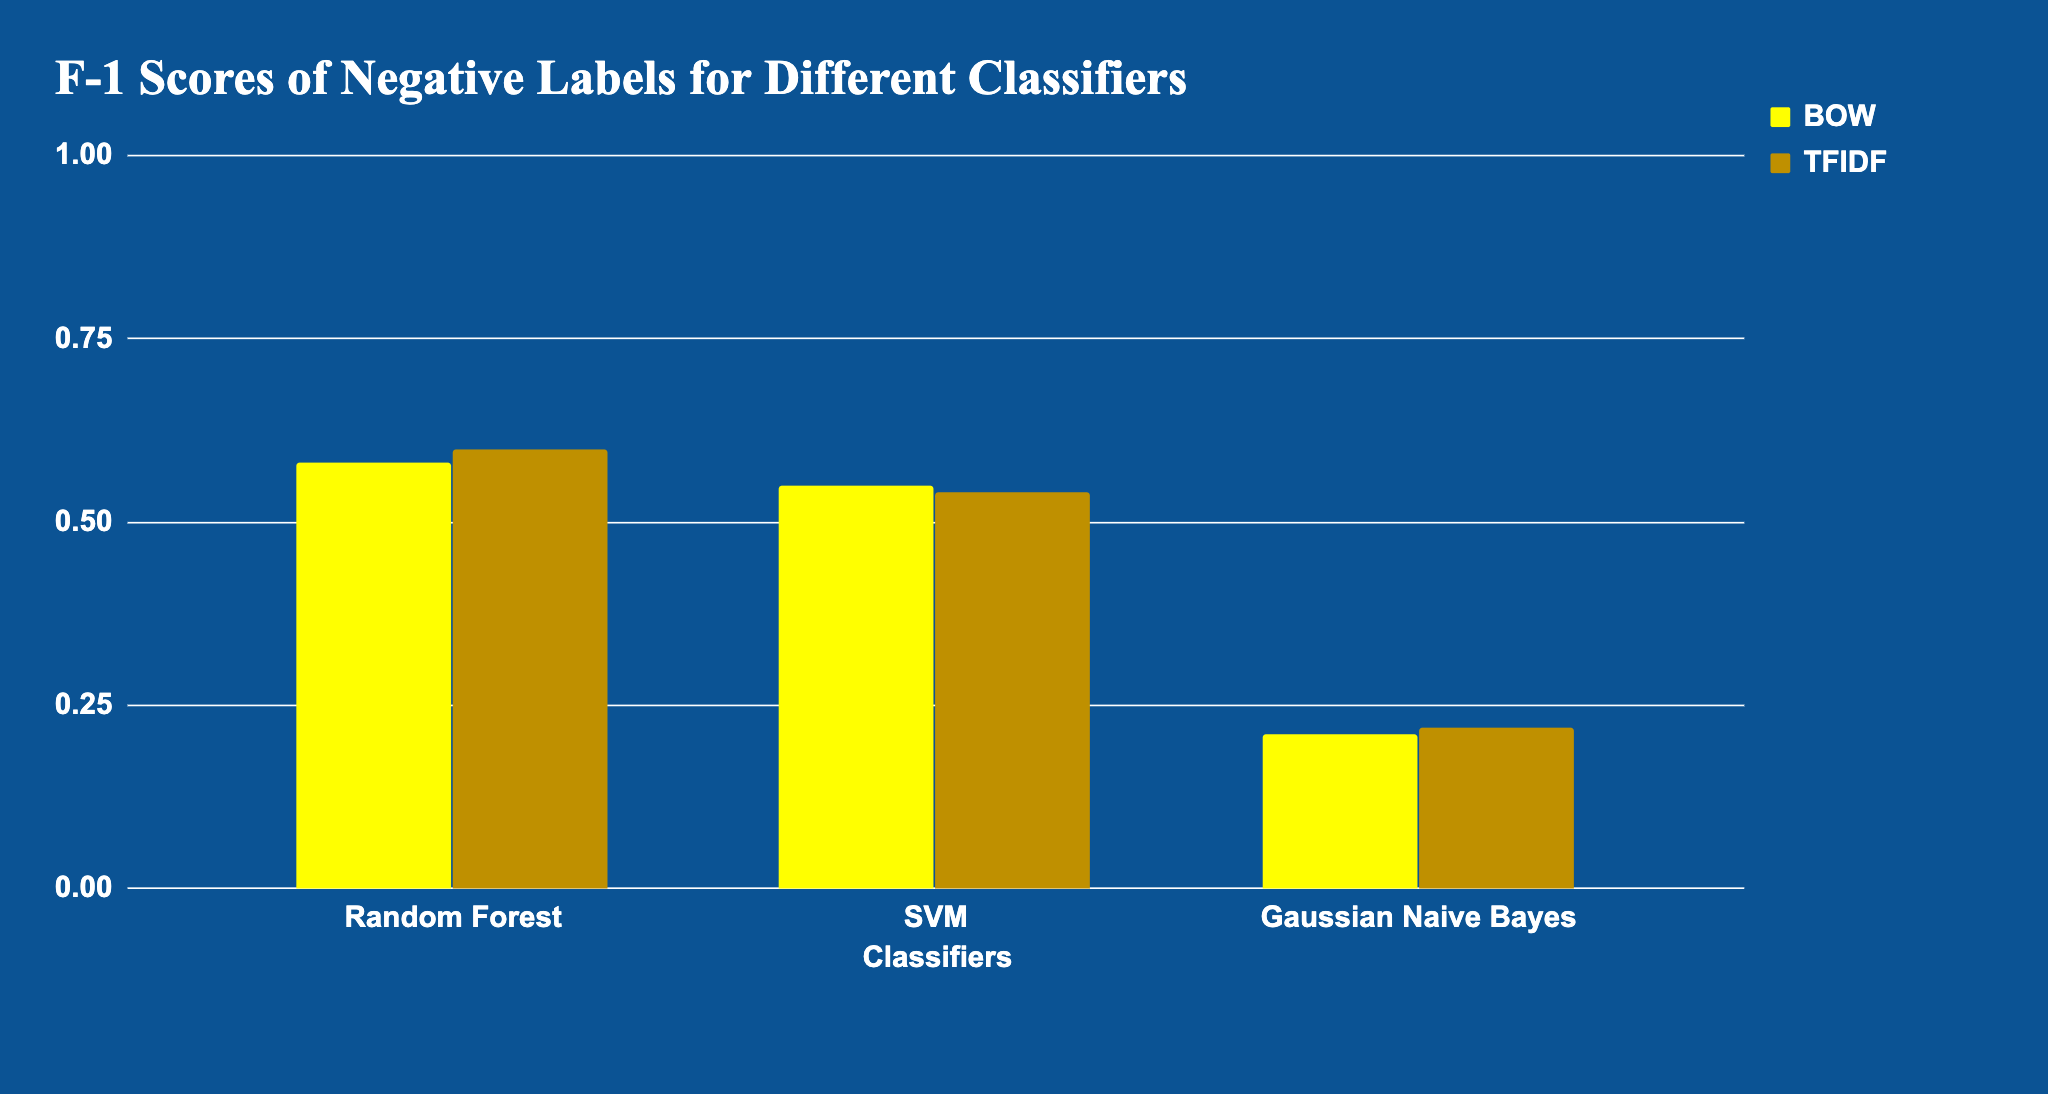 F-1 Scores of Negative Labels for Different Classifiers
BOW
TFIDF
1.00
0.75
0.50
0.25
0.00
Random Forest
SVM
Gaussian Naive Bayes
Classifiers